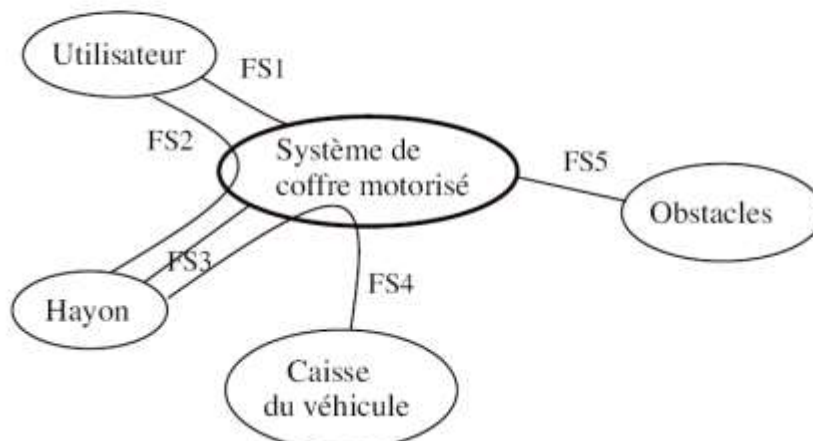 Utilisateur
FS1
FS2
Système de
coffre motorisé
FS5
Obstacles
FS3
Hayon
FS4
Caisse
du véhicule